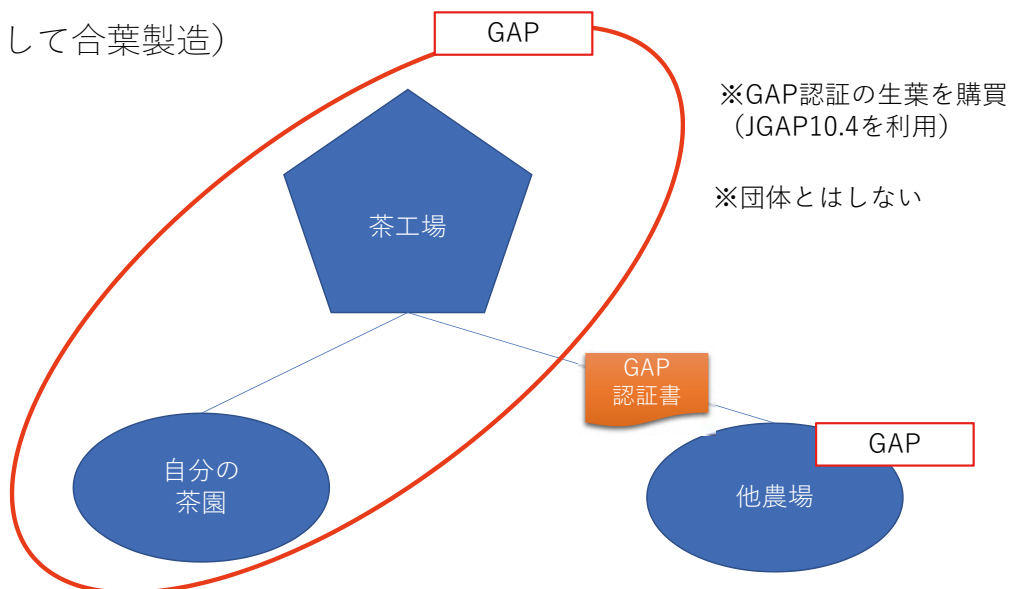 して合葉製造）
GAP
※GAP認証の生葉を購買
（JGAP10.4を利用）
※団体とはしない
茶工場
GAP
認証書
自分の
茶園
GAP
他農場